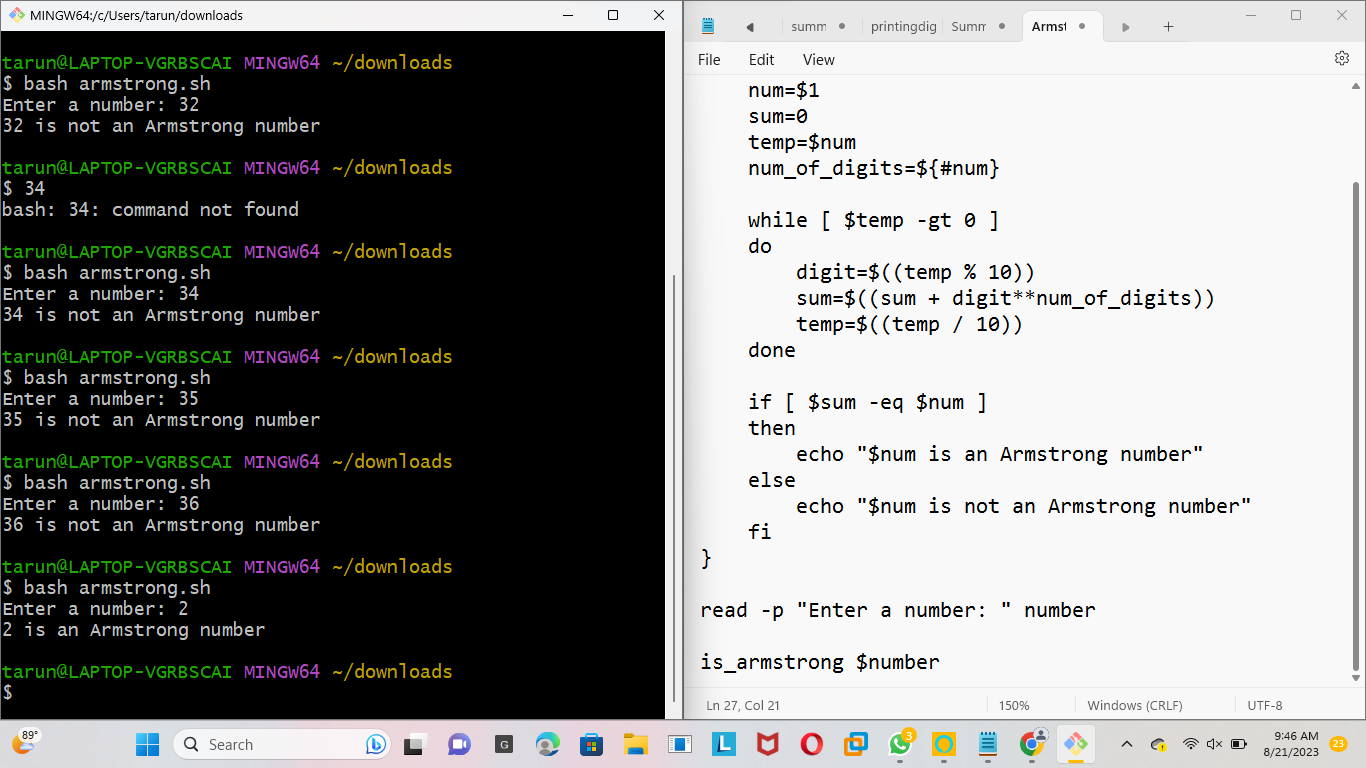 MINGW64:/c/Users/tarun/downloads
tarun@LAPTOP-VGRBSCAI MINGW64 ~/downloads
$ bash armstrong.sh
Enter a number: 32
32 is not an Armstrong number
tarun@LAPTOP-VGRBSCAI MINGW64 ~/downloads
$ 34
bash: 34: command not found
tarun@LAPTOP-VGRBSCAI MINGW64 ~/downloads
$ bash armstrong.sh
Enter a number: 34
34 is not an Armstrong number
tarun@LAPTOP-VGRBSCAI MINGW64 ~/downloads
$ bash armstrong.sh
Enter a number: 35
35 is not an Armstrong number
tarun@LAPTOP-VGRBSCAI MINGW64 ~/downloads
$ bash armstrong.sh
Enter a number: 36
36 is not an Armstrong number
tarun@LAPTOP-VGRBSCAI MINGW64 ~/downloads
$ bash armstrong.sh
Enter a number: 2
2 is an Armstrong number
tarun@LAPTOP-VGRBSCAI MINGW64 ~/downloads
$
summ printingdig Summ Armst
File Edit View
num=$1
sum=0
temp=$num
num_of_digits=${#num}
while [ $temp -gt 0 ]
do
digit=$((temp % 10))
sum=$((sum + digit**num_of_digits))
temp=$((temp / 10))
done
if [ $sum -eq $num ]
then
echo "$num is an Armstrong number"
else
echo "$num is not an Armstrong number"
fi
}
read -p "Enter a number: " number
is_armstrong $number
Ln 27, Col 21 150% Windows (CRLF) UTF-8
89° Search G L 3 9:46 AM 23
8/21/2023